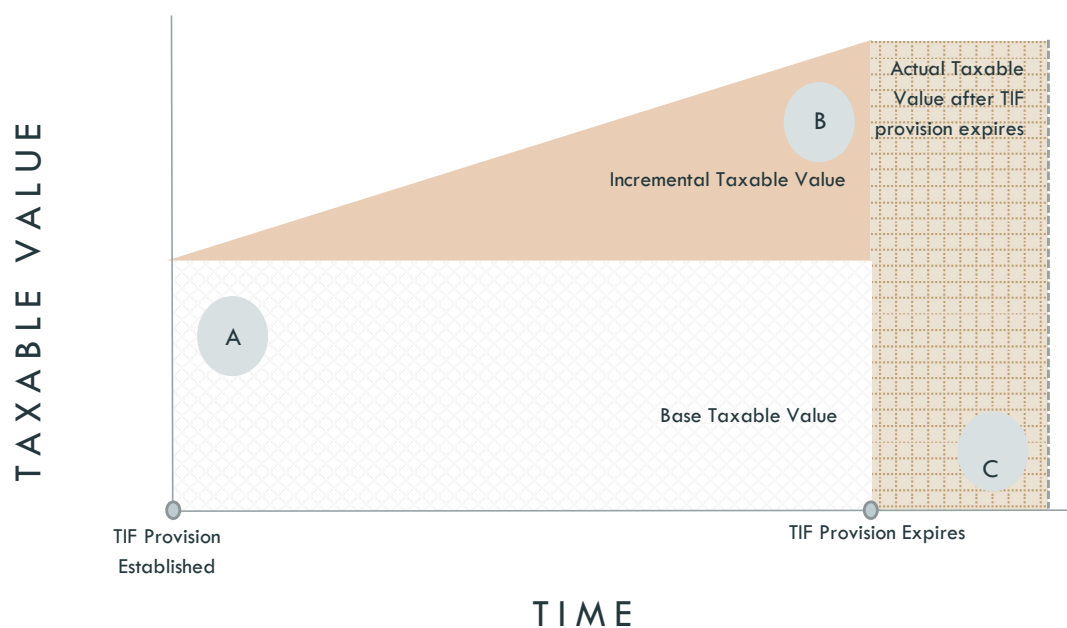 TAXABLE VALUE
Actual Taxable
Value after TIF
provision expires
B
Incremental Taxable Value
A
Base Taxable Value
C
TIF Provision
Established
TIF Provision Expires
TIME